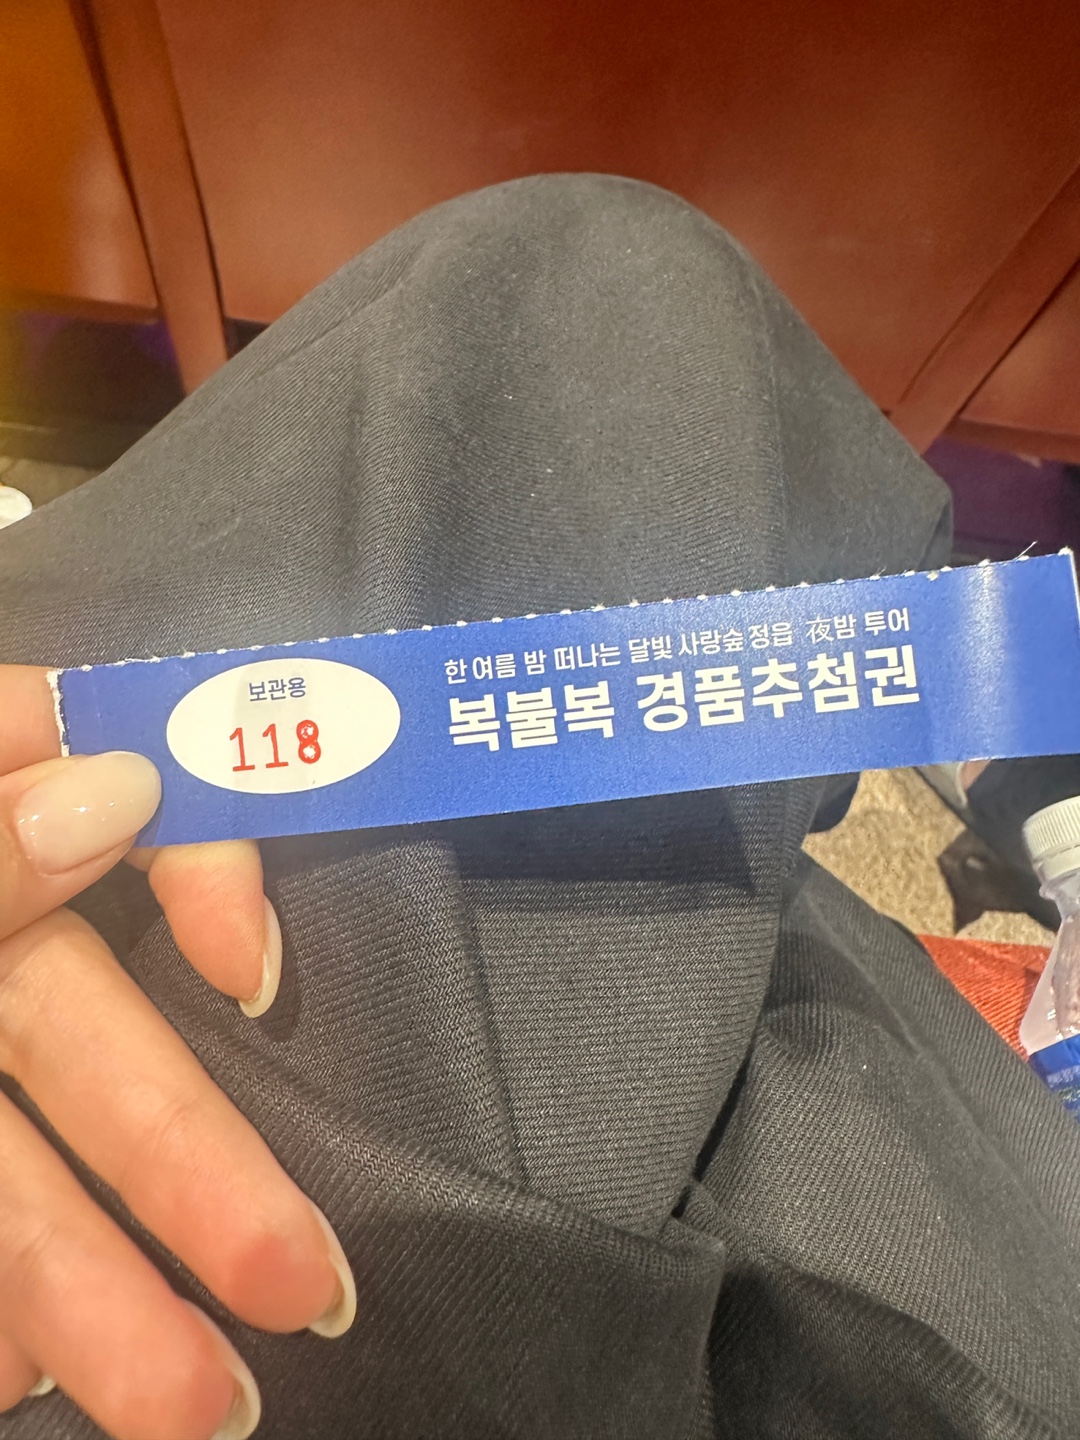 보관용
118
한 여름 밤 떠나는 달빛 사랑숲 정읍 夜밤 투어
복불복 경품추첨권